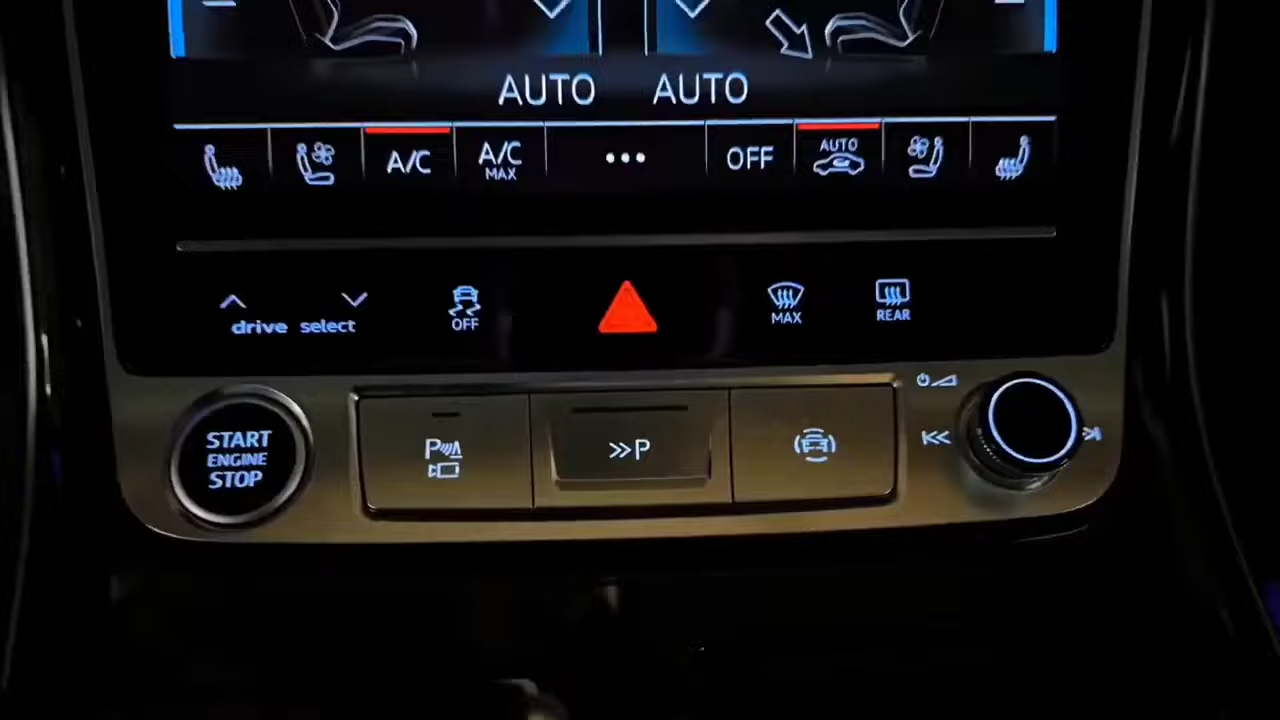 AUTO AUTO
A/C A/C MAX OFF AUTO
drive select OFF MAX REAR
START
ENGINE
STOP
P
P